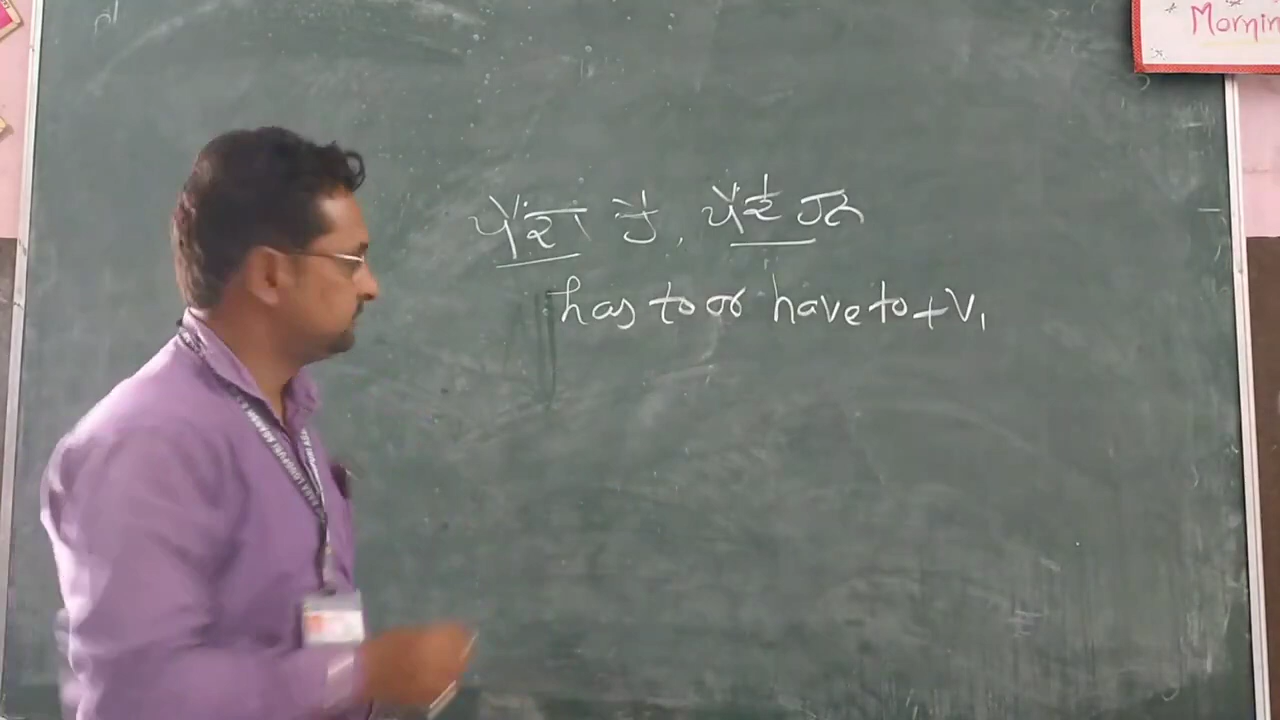 Mornin
ਪੈਂਦਾ ਹੈ, ਪੈਂਦੇ ਹਨ
has to or have to + V1